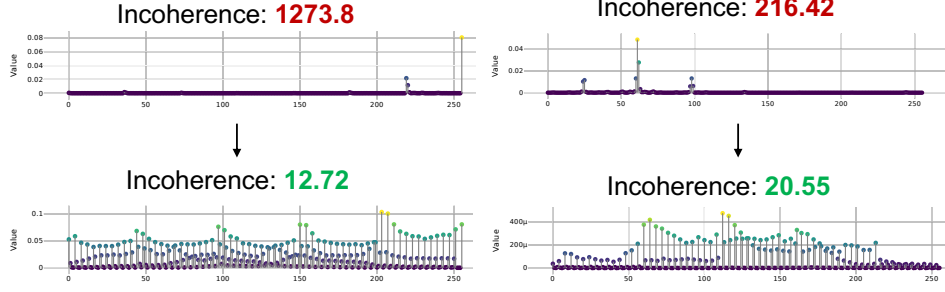 Incoherence: 1273.8
Value
0.08
0.06
0.04
0.02
0
0 50 100 150 200 250
Incoherence: 216.42
Value
0.04
0.02
0
0 50 100 150 200 250
Incoherence: 12.72
Value
0.1
0.05
0
0 50 100 150 200 250
Incoherence: 20.55
Value
400μ
200μ
0
0 50 100 150 200 250